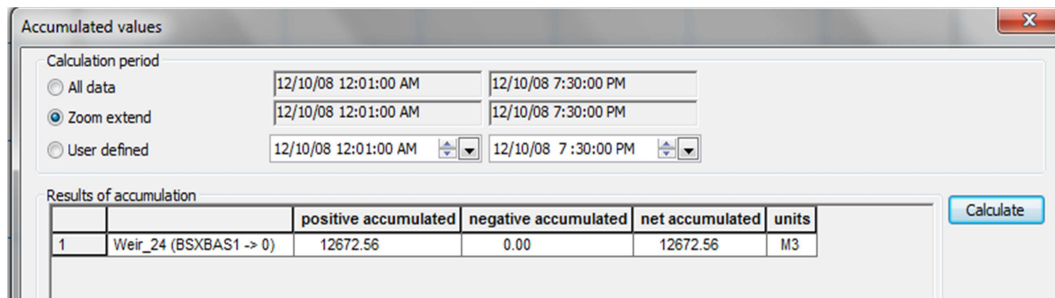 Accumulated values
Calculation period
All data 12/10/08 12:01:00 AM 12/10/08 7:30:00 PM
Zoom extend 12/10/08 12:01:00 AM 12/10/08 7:30:00 PM
User defined 12/10/08 12:01:00 AM 12/10/08 7 :30:00 PM
Results of accumulation
Calculate
positive accumulated negative accumulated net accumulated units
1 Weir_24 (BSXBAS1 -> 0) 12672.56 0.00 12672.56 M3